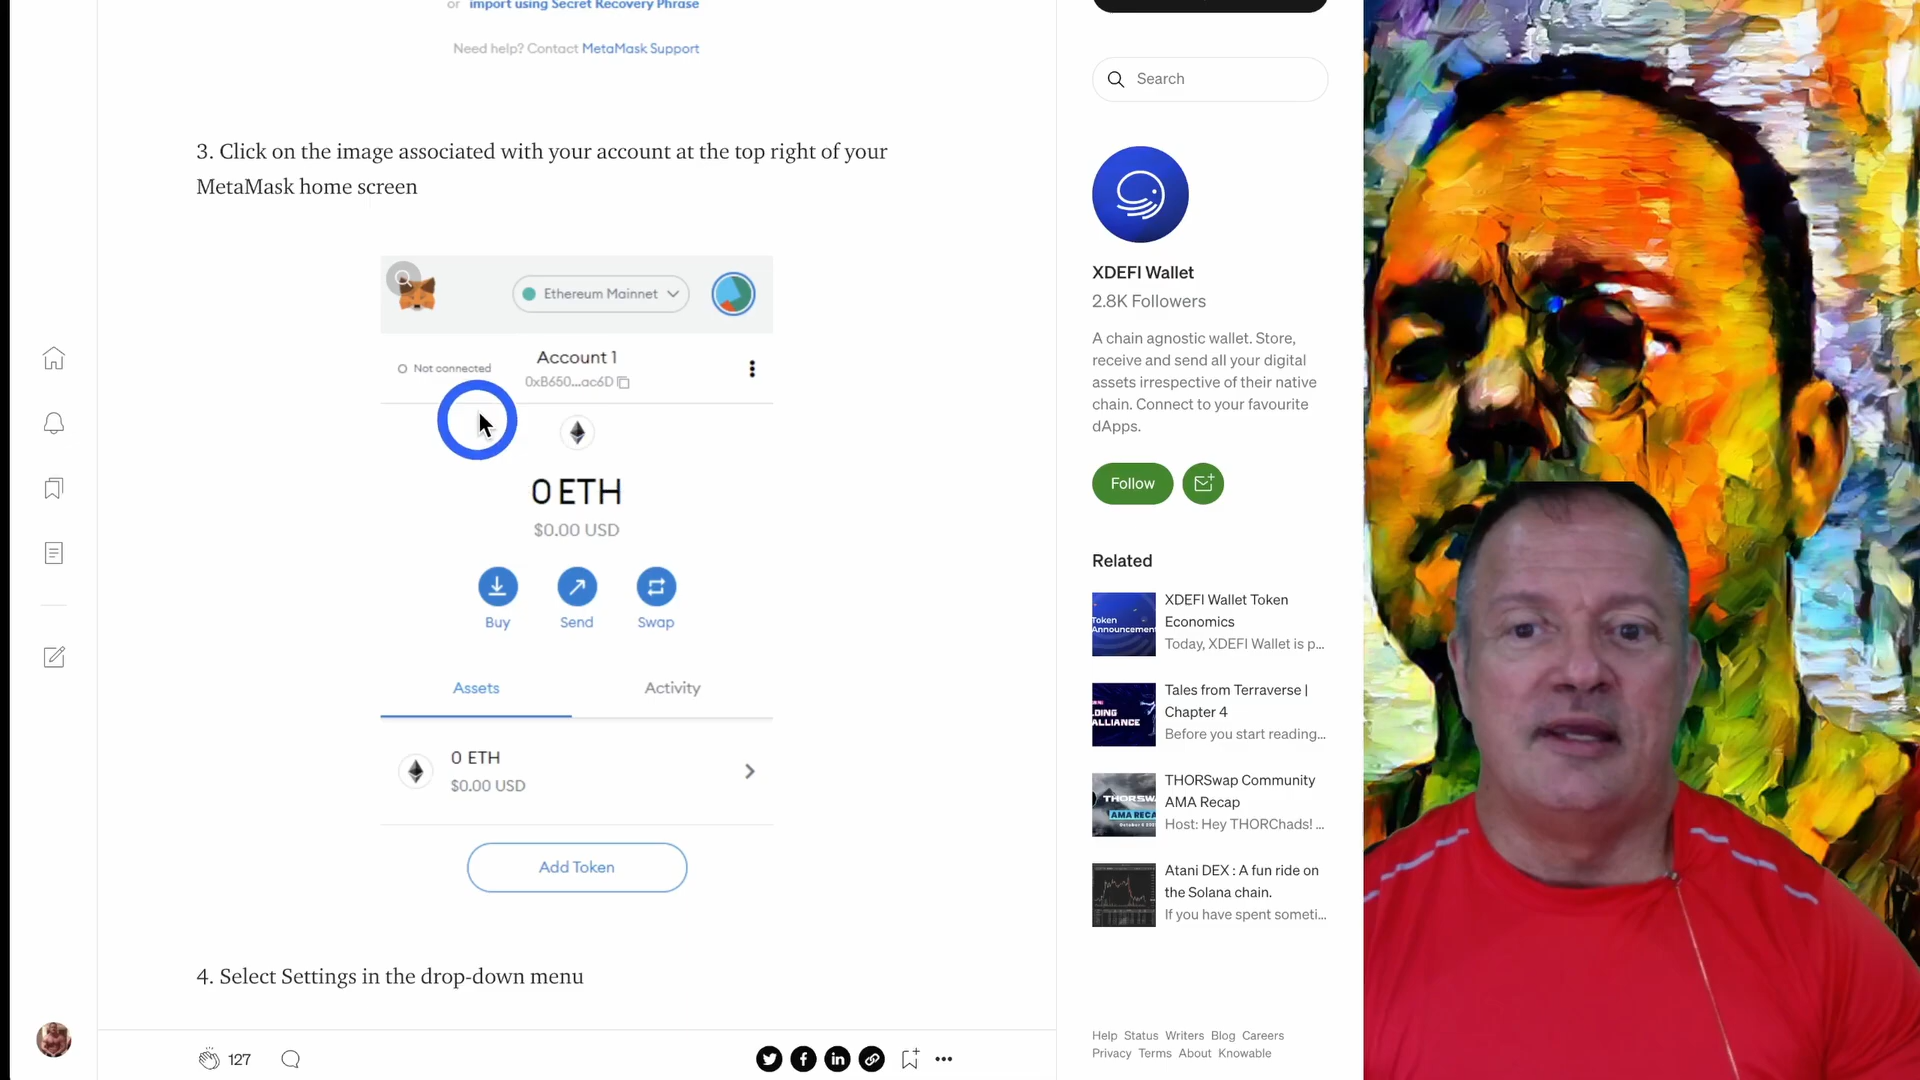 or import using Secret Recovery Phrase
Need help? Contact MetaMask Support
3. Click on the image associated with your account at the top right of your
MetaMask home screen
Ethereum Mainnet
Not connected
Account 1
0xB650...ac6D
0 ETH
$0.00 USD
Buy
Send
Swap
Assets
Activity
0 ETH
$0.00 USD
Add Token
4. Select Settings in the drop-down menu
127
Search
XDEFI Wallet
2.8K Followers
A chain agnostic wallet. Store,
receive and send all your digital
assets irrespective of their native
chain. Connect to your favourite
dApps.
Follow
Related
Token
Announcement
XDEFI Wallet Token
Economics
Today, XDEFI Wallet is p...
DING
ALLIANCE
Tales from Terraverse |
Chapter 4
Before you start reading...
THORSWA
AMA RECA
THORSwap Community
AMA Recap
Host: Hey THORChads! ...
Atani DEX : A fun ride on
the Solana chain.
If you have spent someti...
Help Status Writers Blog Careers
Privacy Terms About Knowable